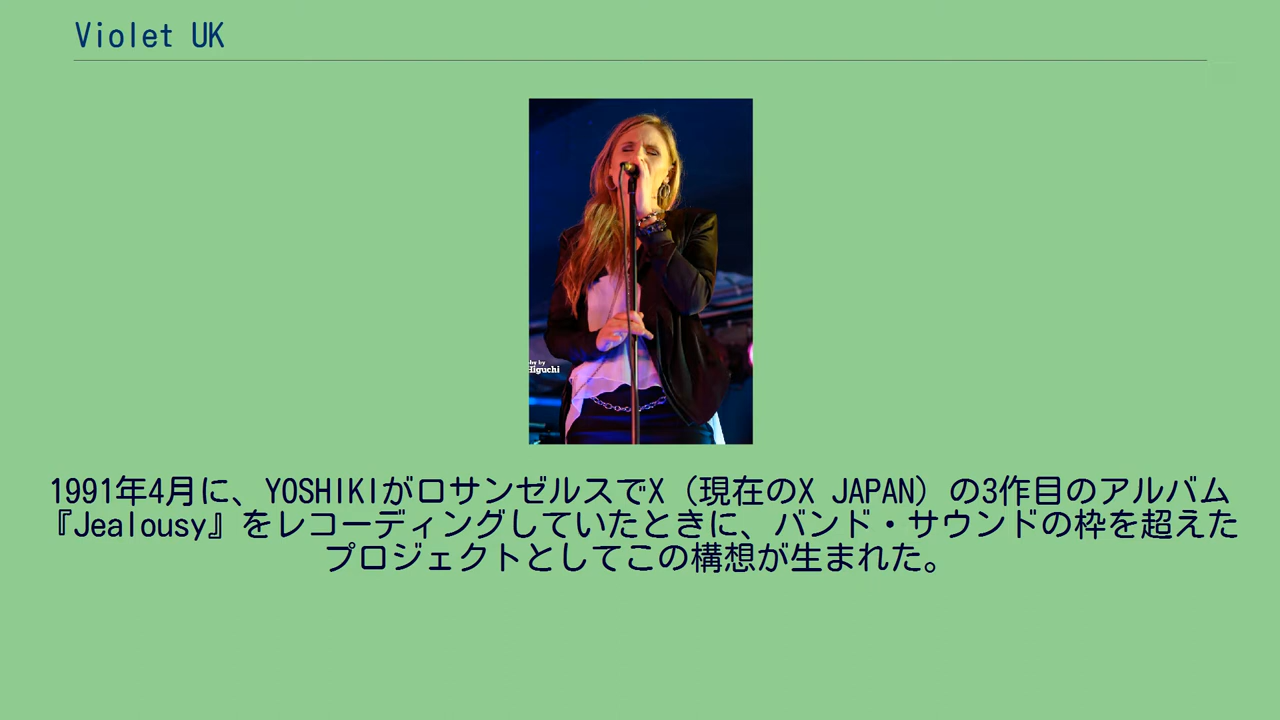 Violet UK
hy by
Higuchi
1991年4月に、YOSHIKIがロサンゼルスでX（現在のX JAPAN）の3作目のアルバム
『Jealousy』をレコーディングしていたときに、バンド・サウンドの枠を超えた
プロジェクトとしてこの構想が生まれた。